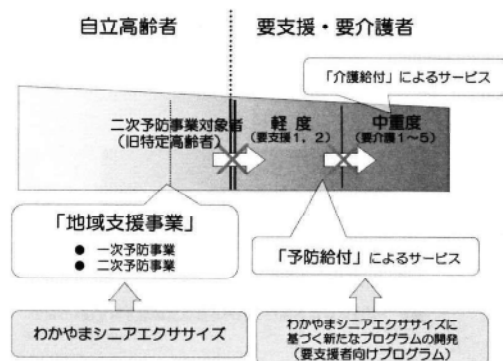 自立高齢者
要支援・要介護者
「介護給付」によるサービス
二次予防事業対象者
（旧特定高齢者）
軽度
（要支援1，2）
中重度
（要介護1～5）
「地域支援事業」
● 一次予防事業
● 二次予防事業
「予防給付」によるサービス
わかやまシニアエクササイズ
わかやまシニアエクササイズに
基づく新たなプログラムの開発
（要支援者向けプログラム）